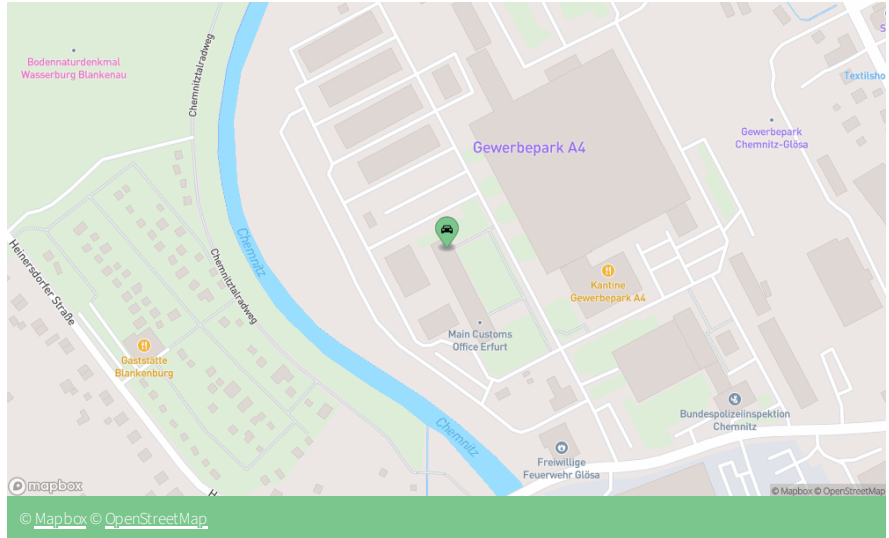 Bodennaturdenkmal
Wasserburg Blankenau
Chemnitztalradweg
Textilsho
Gewerbepark
Chemnitz-Glösa
Gewerbepark A4
Chemnitz
Heinersdorfer Straße
Chemnitztalradweg
Kantine
Gewerbepark A4
Main Customs
Office Erfurt
Gaststätte
Blankenburg
Bundespolizeiinspektion
Chemnitz
Chemnitz
Freiwillige
Feuerwehr Glösa
mapbox
© Mapbox © OpenStreetMap
© Mapbox © OpenStreetMap